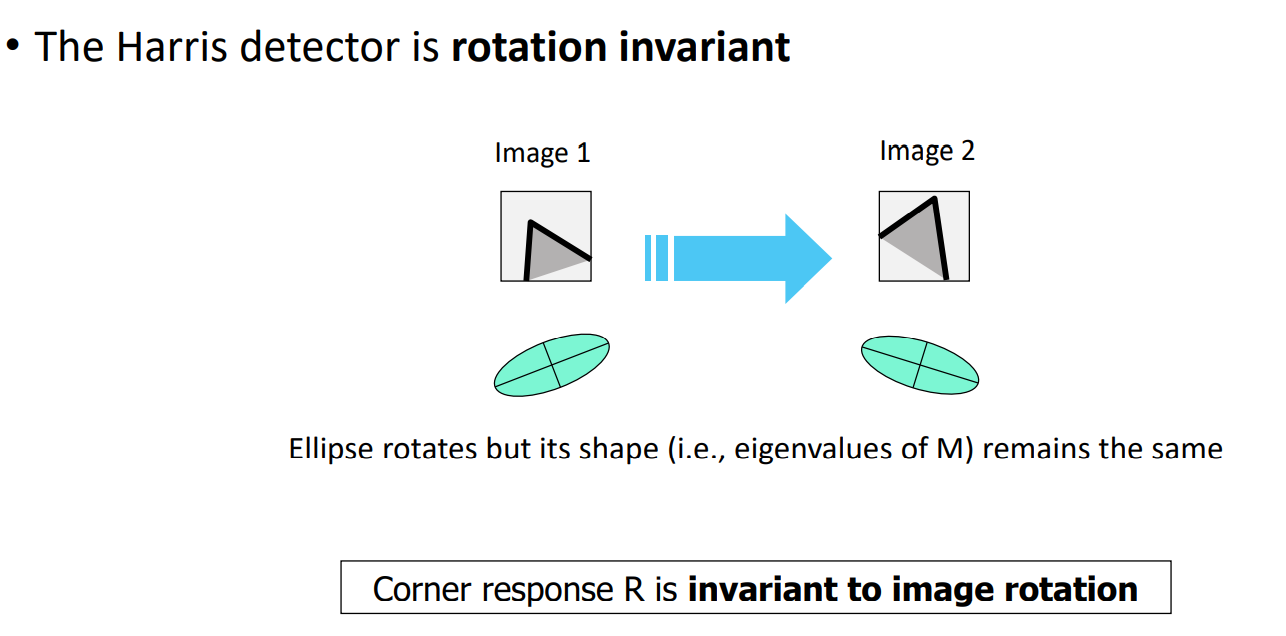 • The Harris detector is rotation invariant
Image 1
Image 2
Ellipse rotates but its shape (i.e., eigenvalues of M) remains the same
Corner response R is invariant to image rotation